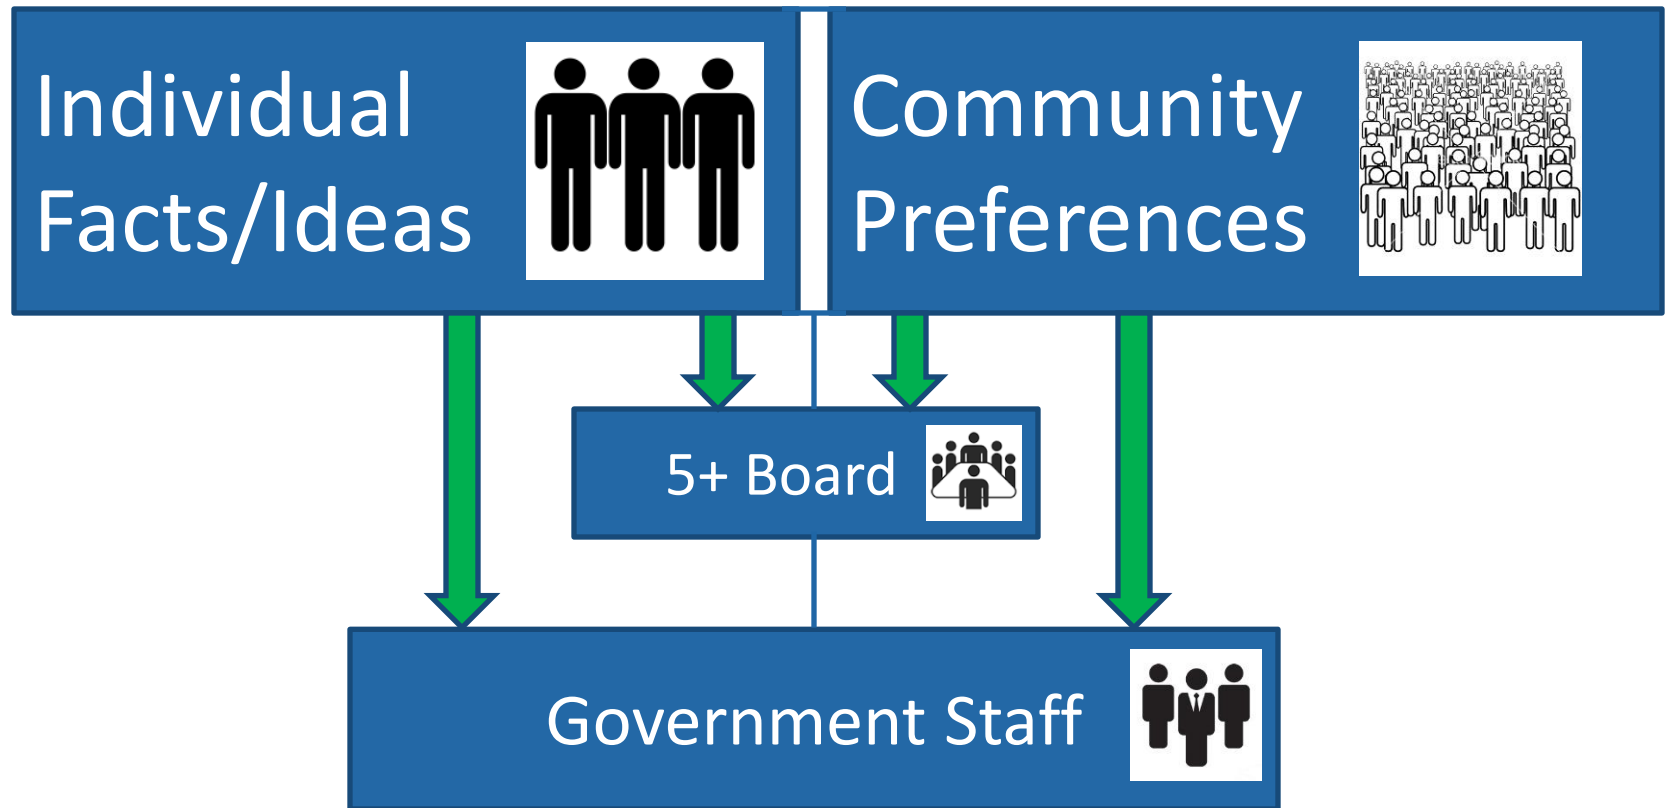 Individual
Facts/Ideas
Community
Preferences
5+ Board
Government Staff